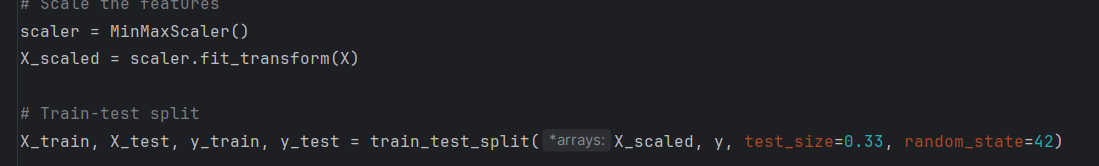 # Scale the features
scaler = MinMaxScaler()
X_scaled = scaler.fit_transform(X)
# Train-test split
X_train, X_test, y_train, y_test = train_test_split( *arrays: X_scaled, y, test_size=0.33, random_state=42)